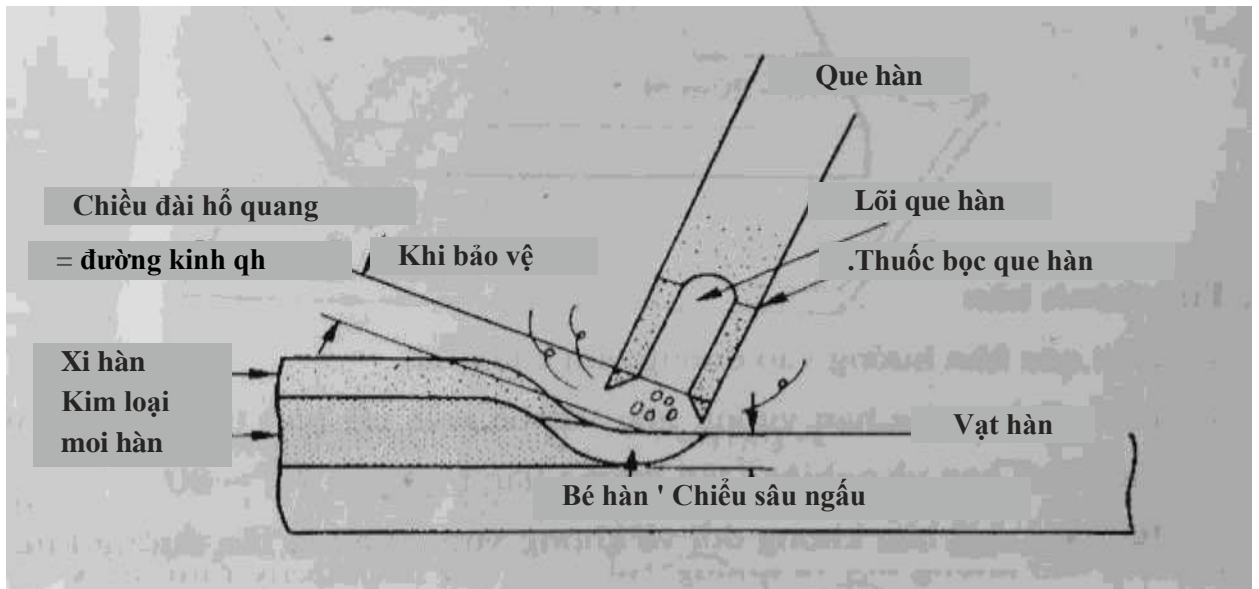 Que hàn
Chiều đài hổ quang
= đường kinh qh
Khi bảo vệ
Lõi que hàn
.Thuốc bọc que hàn
Xi hàn
Kim loại
moi hàn
Vạt hàn
Bé hàn ' Chiểu sâu ngấu